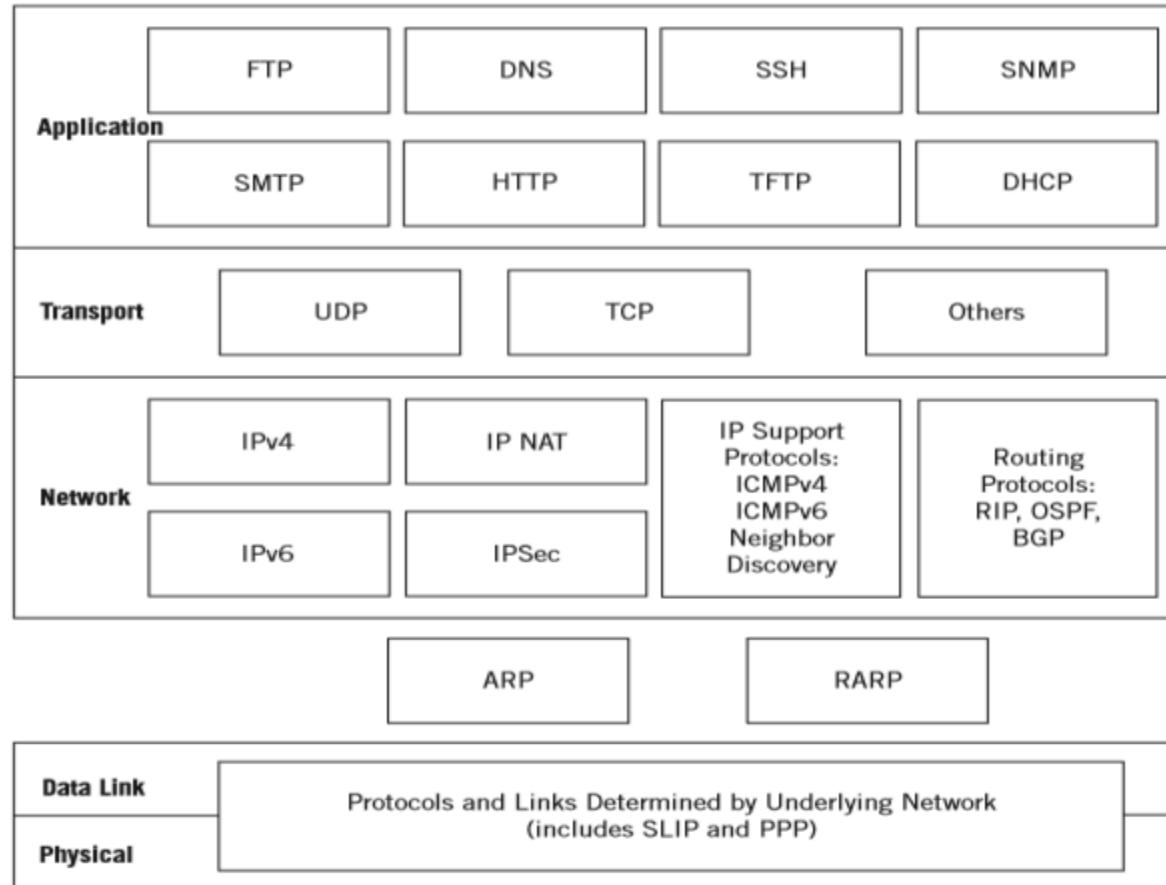 FTP
DNS
SSH
SNMP
Application
SMTP
HTTP
TFTP
DHCP
Transport
UDP
TCP
Others
Network
IPv4
IP NAT
IPv6
IPSec
IP Support
Protocols:
ICMPv4
ICMPv6
Neighbor
Discovery
Routing
Protocols:
RIP, OSPF,
BGP
ARP
RARP
Data Link
Physical
Protocols and Links Determined by Underlying Network
(includes SLIP and PPP)